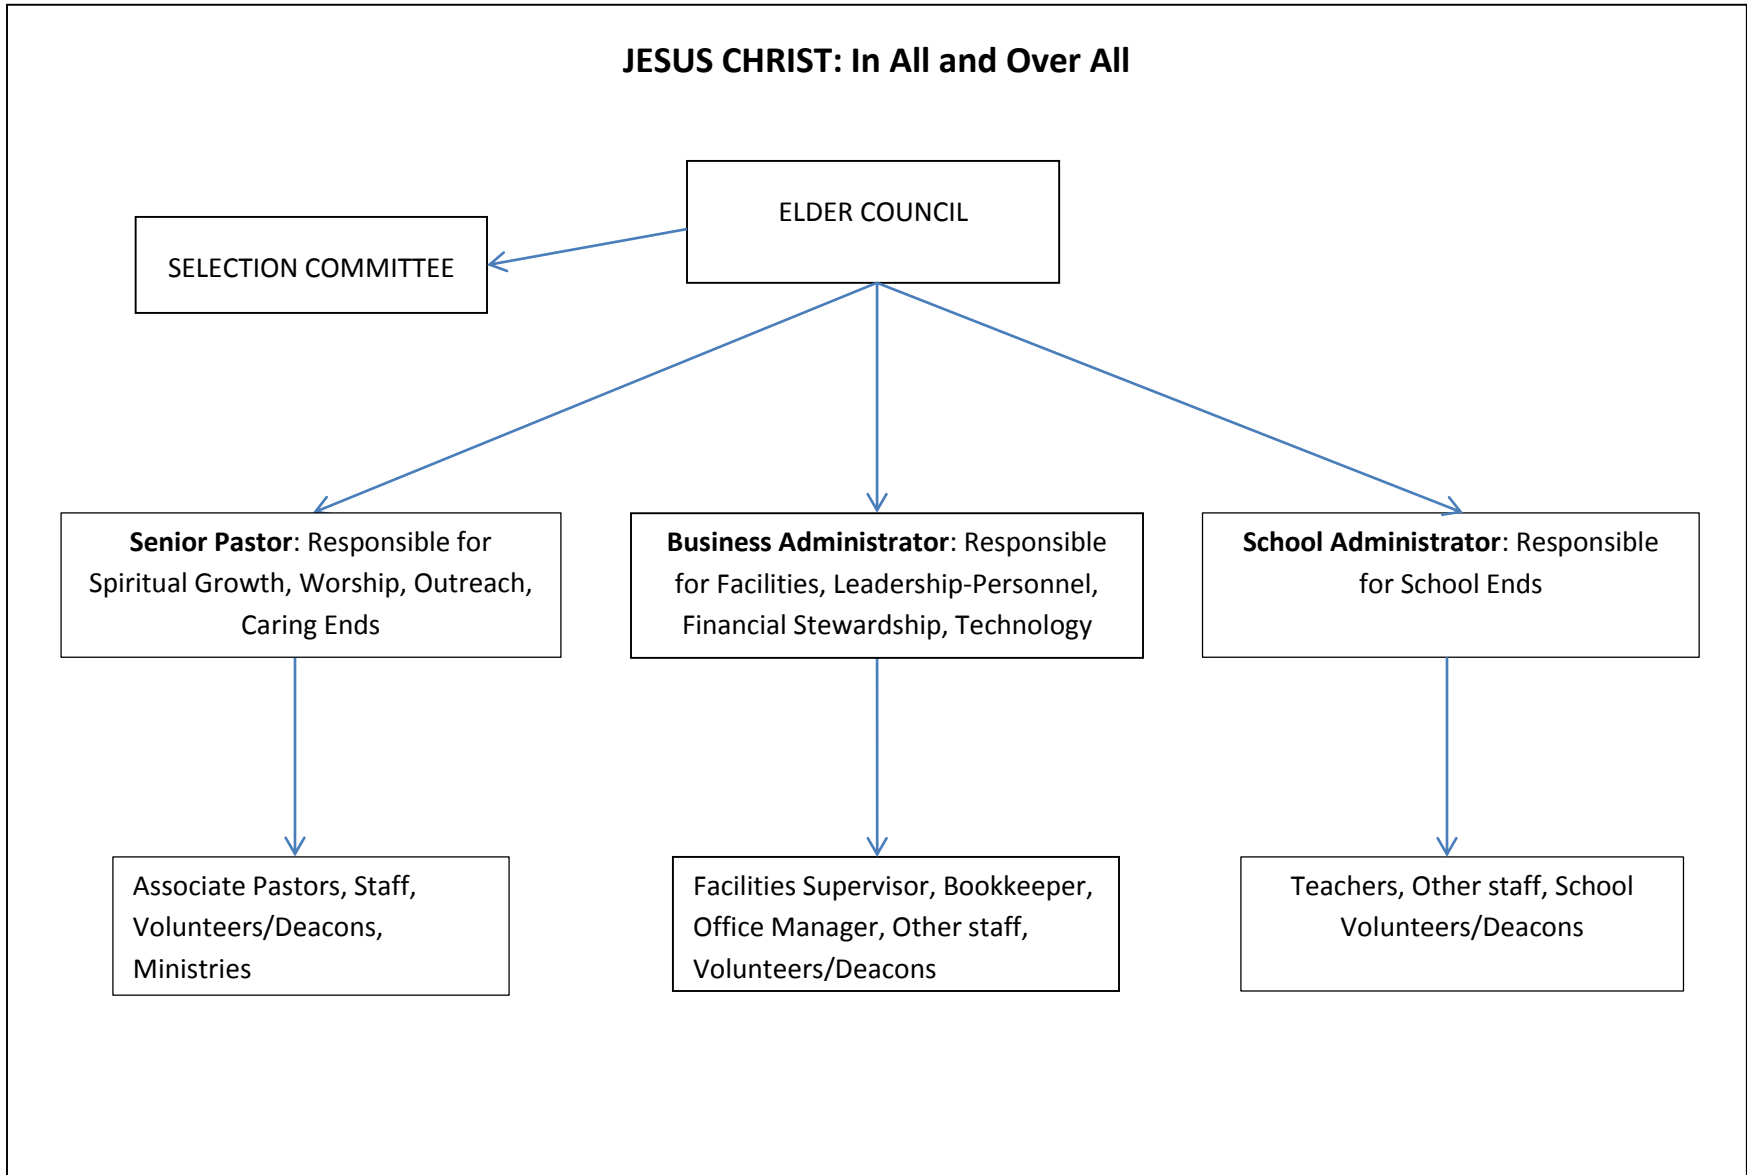 JESUS CHRIST: In All and Over All
ELDER COUNCIL
SELECTION COMMITTEE
Senior Pastor: Responsible for
Spiritual Growth, Worship, Outreach,
Caring Ends
Business Administrator: Responsible
for Facilities, Leadership-Personnel,
Financial Stewardship, Technology
School Administrator: Responsible
for School Ends
Associate Pastors, Staff,
Volunteers/Deacons,
Ministries
Facilities Supervisor, Bookkeeper,
Office Manager, Other staff,
Volunteers/Deacons
Teachers, Other staff, School
Volunteers/Deacons